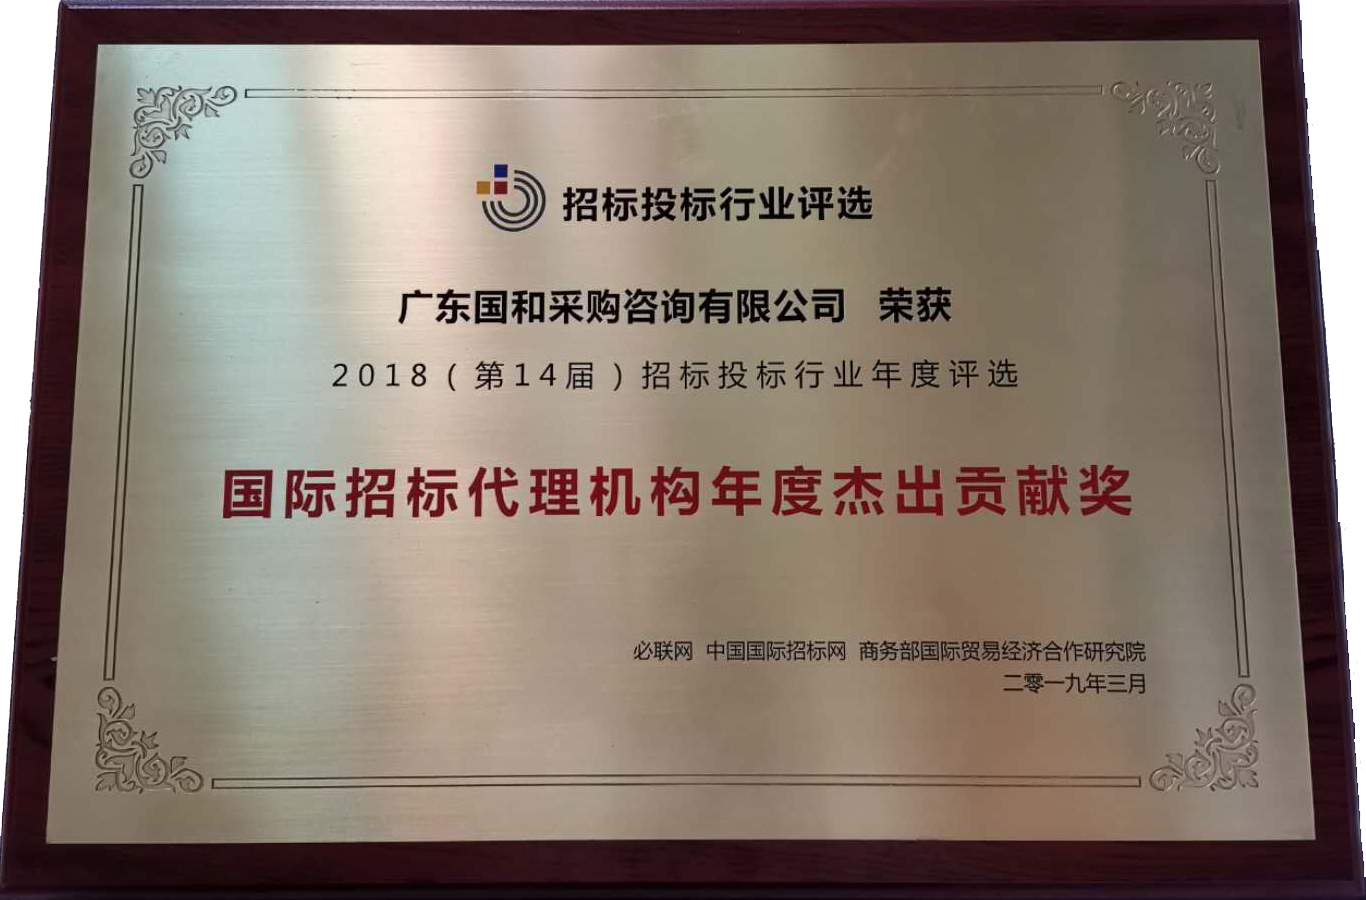 招标投标行业评选
广东国和采购咨询有限公司 荣获
2018（第14届）招标投标行业年度评选
国际招标代理机构年度杰出贡献奖
必联网 中国国际招标网 商务部国际贸易经济合作研究院
二零一九年三月